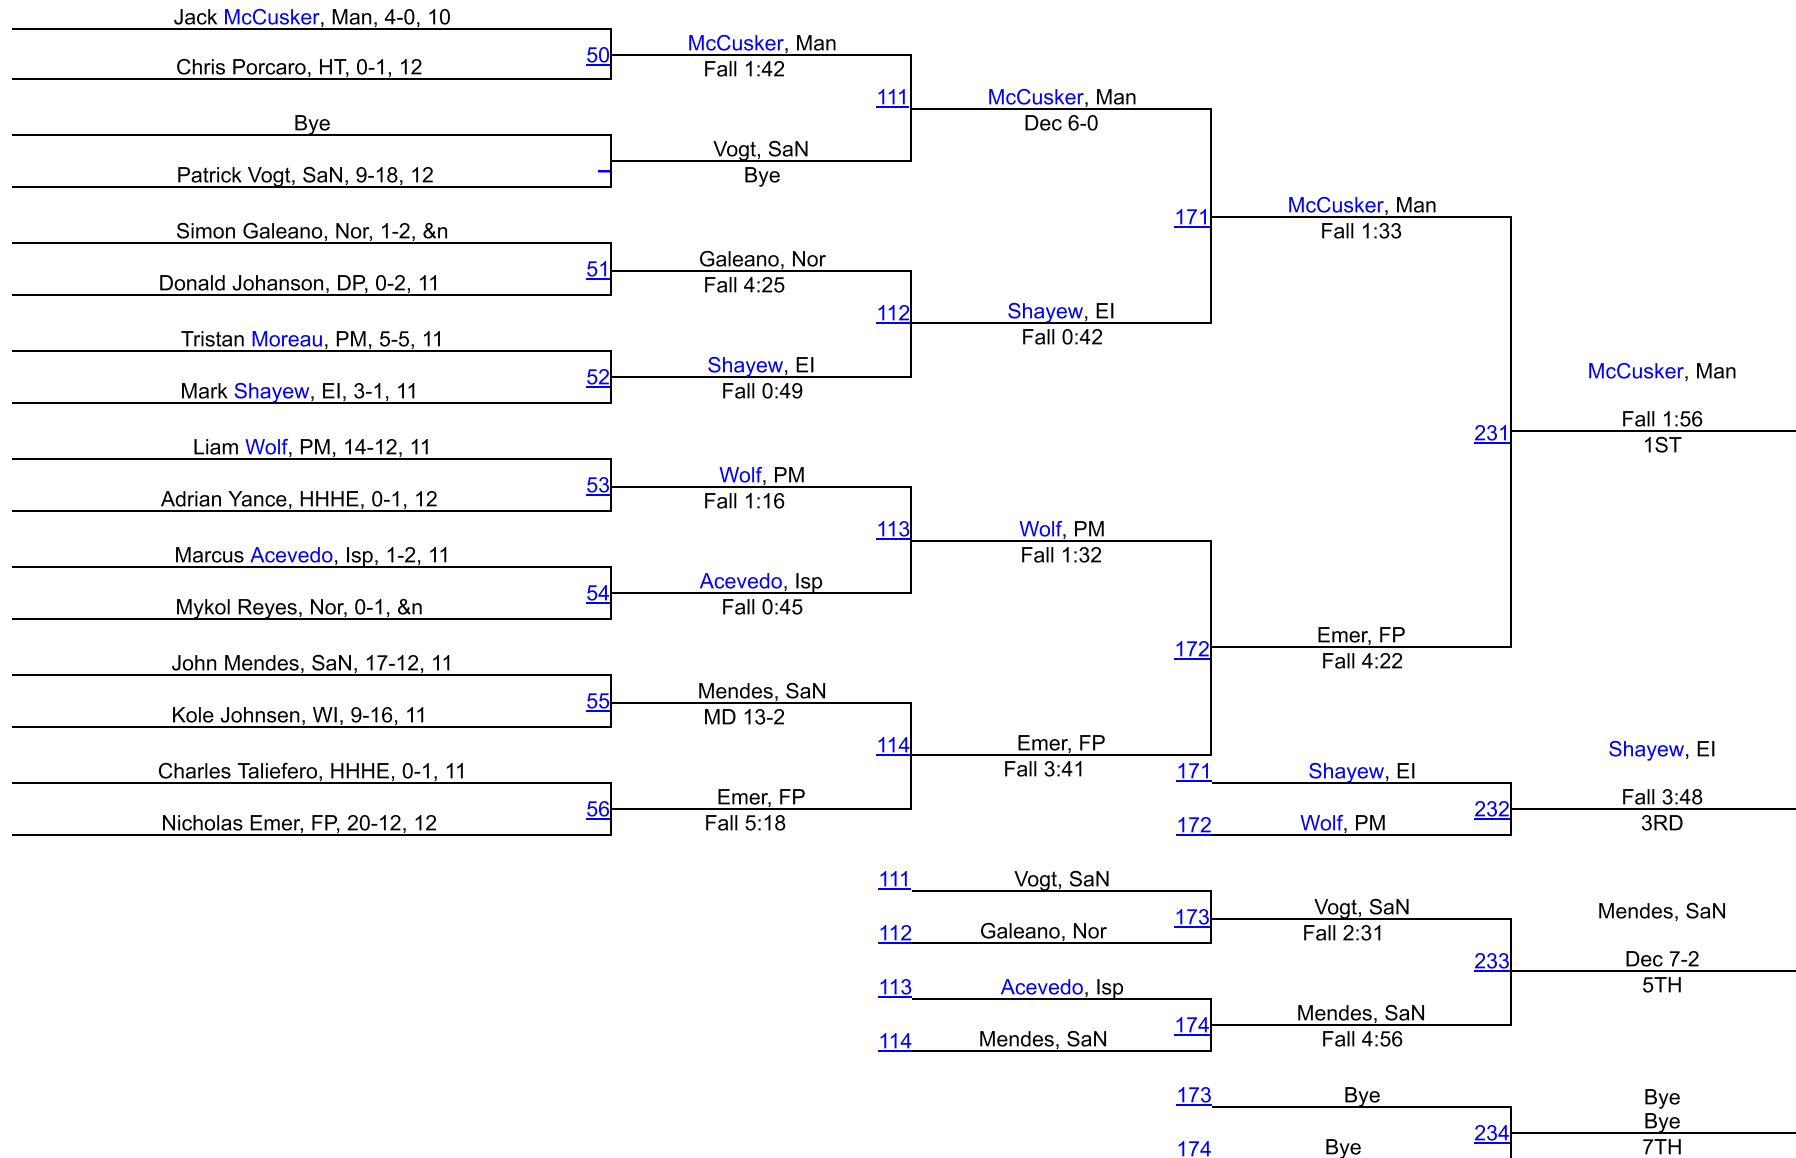 Jack McCusker, Man, 4-0, 10
Chris Porcaro, HT, 0-1, 12
Bye
Patrick Vogt, SaN, 9-18, 12
Simon Galeano, Nor, 1-2, &n
Donald Johanson, DP, 0-2, 11
Tristan Moreau, PM, 5-5, 11
Mark Shayew, EI, 3-1, 11
Liam Wolf, PM, 14-12, 11
Adrian Yance, HHHE, 0-1, 12
Marcus Acevedo, Isp, 1-2, 11
Mykol Reyes, Nor, 0-1, &n
John Mendes, SaN, 17-12, 11
Kole Johnsen, WI, 9-16, 11
Charles Taliefero, HHHE, 0-1, 11
Nicholas Emer, FP, 20-12, 12
50
51
52
53
54
55
56
McCusker, Man
Fall 1:42
Vogt, SaN
Bye
Galeano, Nor
Fall 4:25
Shayew, EI
Fall 0:49
Wolf, PM
Fall 1:16
Acevedo, Isp
Fall 0:45
Mendes, SaN
MD 13-2
Emer, FP
Fall 5:18
111
112
113
114
McCusker, Man
Dec 6-0
Shayew, EI
Fall 0:42
Wolf, PM
Fall 1:32
Emer, FP
Fall 3:41
171
172
McCusker, Man
Fall 1:33
Emer, FP
Fall 4:22
231
McCusker, Man
Fall 1:56
1ST
171
Shayew, EI
172
Wolf, PM
232
Shayew, EI
Fall 3:48
3RD
111
Vogt, SaN
112
Galeano, Nor
113
Acevedo, Isp
114
Mendes, SaN
173
174
Vogt, SaN
Fall 2:31
Mendes, SaN
Fall 4:56
233
Mendes, SaN
Dec 7-2
5TH
173
Bye
174
Bye
234
Bye
Bye
7TH